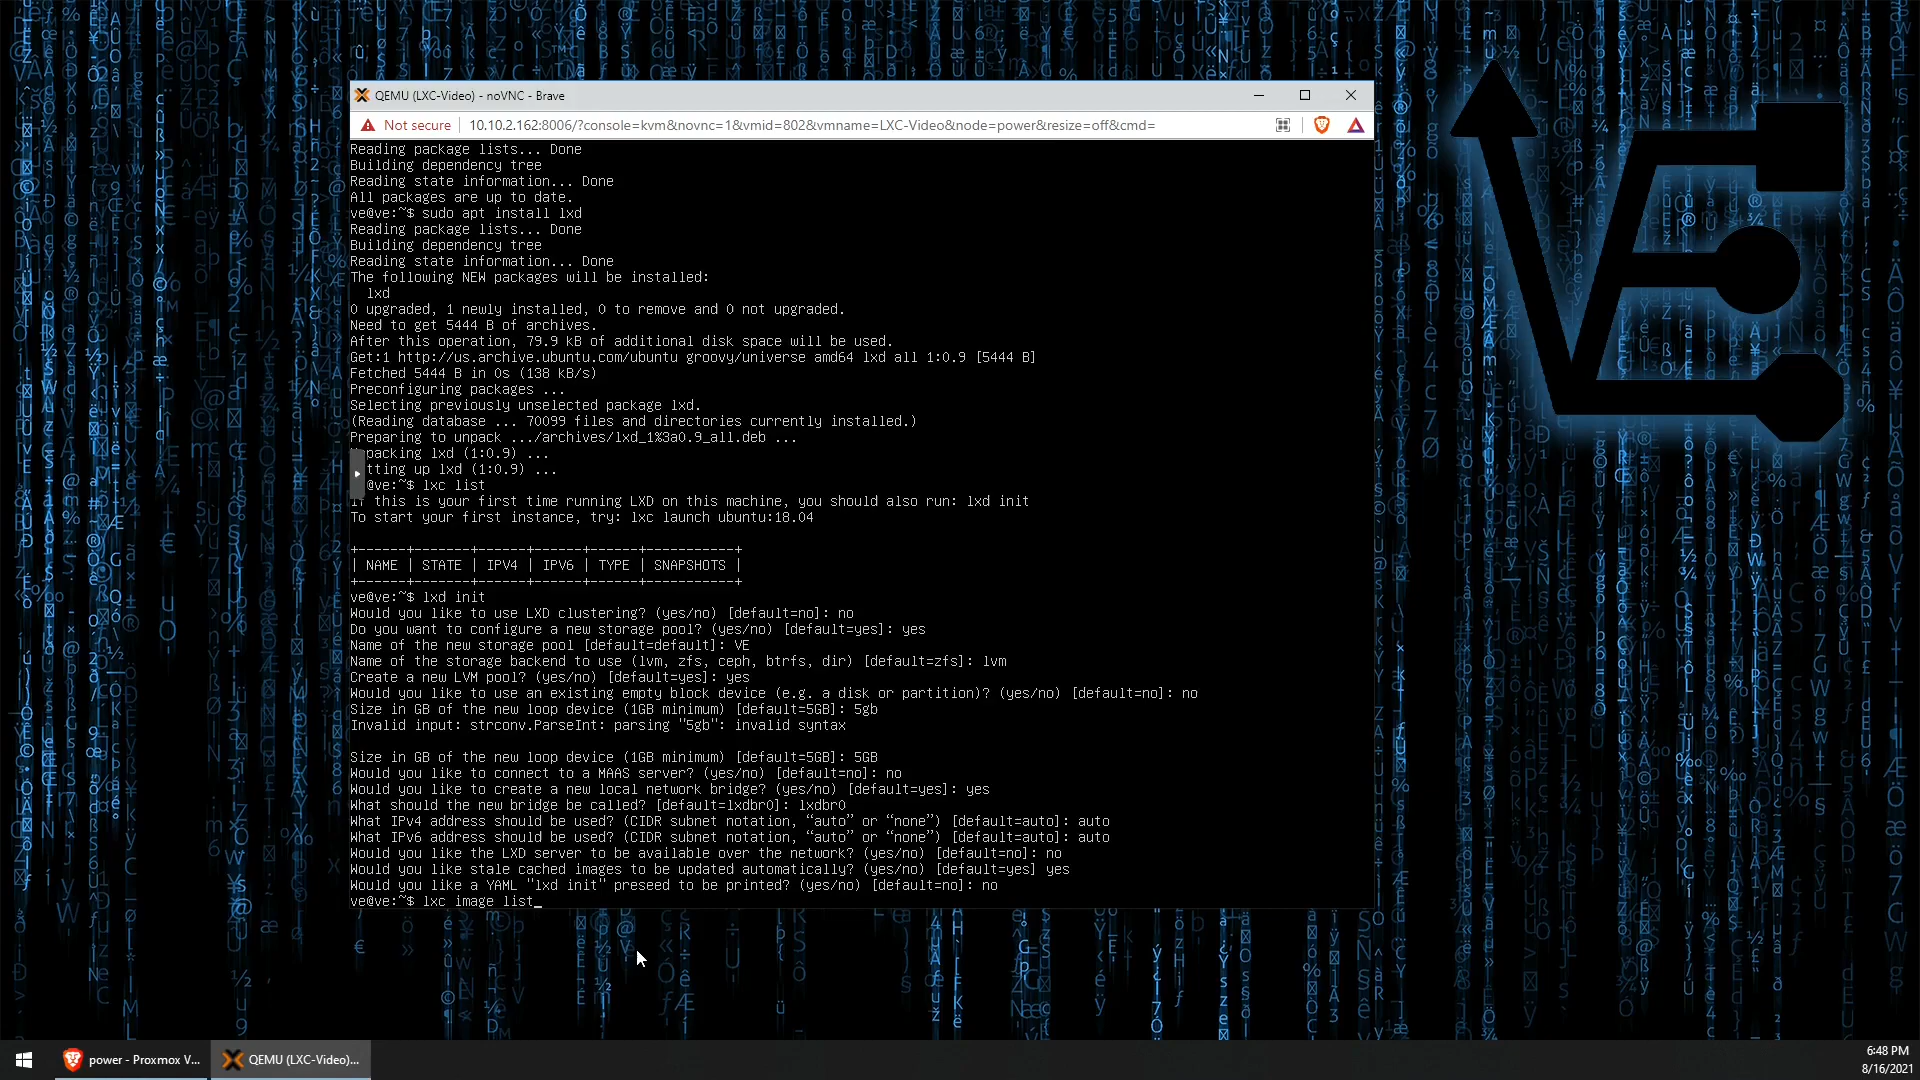 QEMU (LXC-Video) - noVNC - Brave
Not secure
10.10.2.162:8006/?console=kvm&novnc=1&vmid=802&vmname=LXC-Video&node=power&resize=off&cmd=
Reading package lists... Done
Building dependency tree
Reading state information... Done
All packages are up to date.
ve@ve:~$ sudo apt install lxd
Reading package lists... Done
Building dependency tree
Reading state information... Done
The following NEW packages will be installed:
lxd
0 upgraded, 1 newly installed, 0 to remove and 0 not upgraded.
Need to get 5444 B of archives.
After this operation, 79.9 kB of additional disk space will be used.
Get:1 http://us.archive.ubuntu.com/ubuntu groovy/universe amd64 lxd all 1:0.9 [5444 B]
Fetched 5444 B in 0s (138 kB/s)
Preconfiguring packages ...
Selecting previously unselected package lxd.
(Reading database ... 70099 files and directories currently installed.)
Preparing to unpack .../archives/lxd_1%3a0.9_all.deb ...
packing lxd (1:0.9) ...
tting up lxd (1:0.9) ...
@ve:~$ lxc list
If this is your first time running LXD on this machine, you should also run: lxd init
To start your first instance, try: lxc launch ubuntu:18.04
+------+-------+------+------+------+-----------+
| NAME | STATE | IPV4 | IPV6 | TYPE | SNAPSHOTS |
+------+-------+------+------+------+-----------+
ve@ve:~$ lxd init
Would you like to use LXD clustering? (yes/no) [default=no]: no
Do you want to configure a new storage pool? (yes/no) [default=yes]: yes
Name of the new storage pool [default=default]: VE
Name of the storage backend to use (lvm, zfs, ceph, btrfs, dir) [default=zfs]: lvm
Create a new LVM pool? (yes/no) [default=yes]: yes
Would you like to use an existing empty block device (e.g. a disk or partition)? (yes/no) [default=no]: no
Size in GB of the new loop device (1GB minimum) [default=5GB]: 5gb
Invalid input: strconv.ParseInt: parsing "5gb": invalid syntax
Size in GB of the new loop device (1GB minimum) [default=5GB]: 5GB
Would you like to connect to a MAAS server? (yes/no) [default=no]: no
Would you like to create a new local network bridge? (yes/no) [default=yes]: yes
What should the new bridge be called? [default=lxdbr0]: lxdbr0
What IPv4 address should be used? (CIDR subnet notation, “auto” or “none”) [default=auto]: auto
What IPv6 address should be used? (CIDR subnet notation, “auto” or “none”) [default=auto]: auto
Would you like the LXD server to be available over the network? (yes/no) [default=no]: no
Would you like stale cached images to be updated automatically? (yes/no) [default=yes] yes
Would you like a YAML "lxd init" preseed to be printed? (yes/no) [default=no]: no
ve@ve:~$ lxc image list_
power - Proxmox V...
QEMU (LXC-Video)...
6:48 PM
8/16/2021